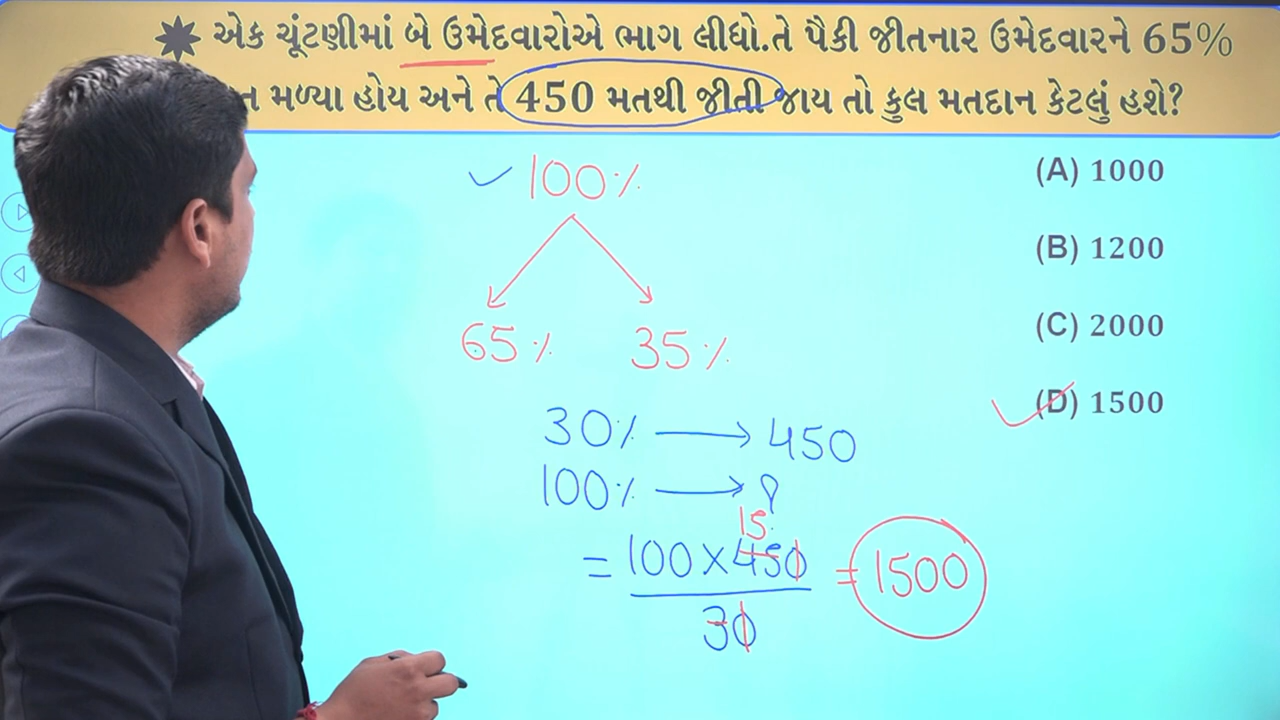 એક ચૂંટણીમાં બે ઉમેદવારોએ ભાગ લીધો.તે પૈકી જીતનાર ઉમેદવારને 65%
મળ્યા હોય અને તે 450 મતથી જીતી જાય તો કુલ મતદાન કેટલું હશે?
100%
65% 35%
30% → 450
100% → ?
15
= 100 × 450 = 1500
30
(A) 1000
(B) 1200
(C) 2000
(D) 1500